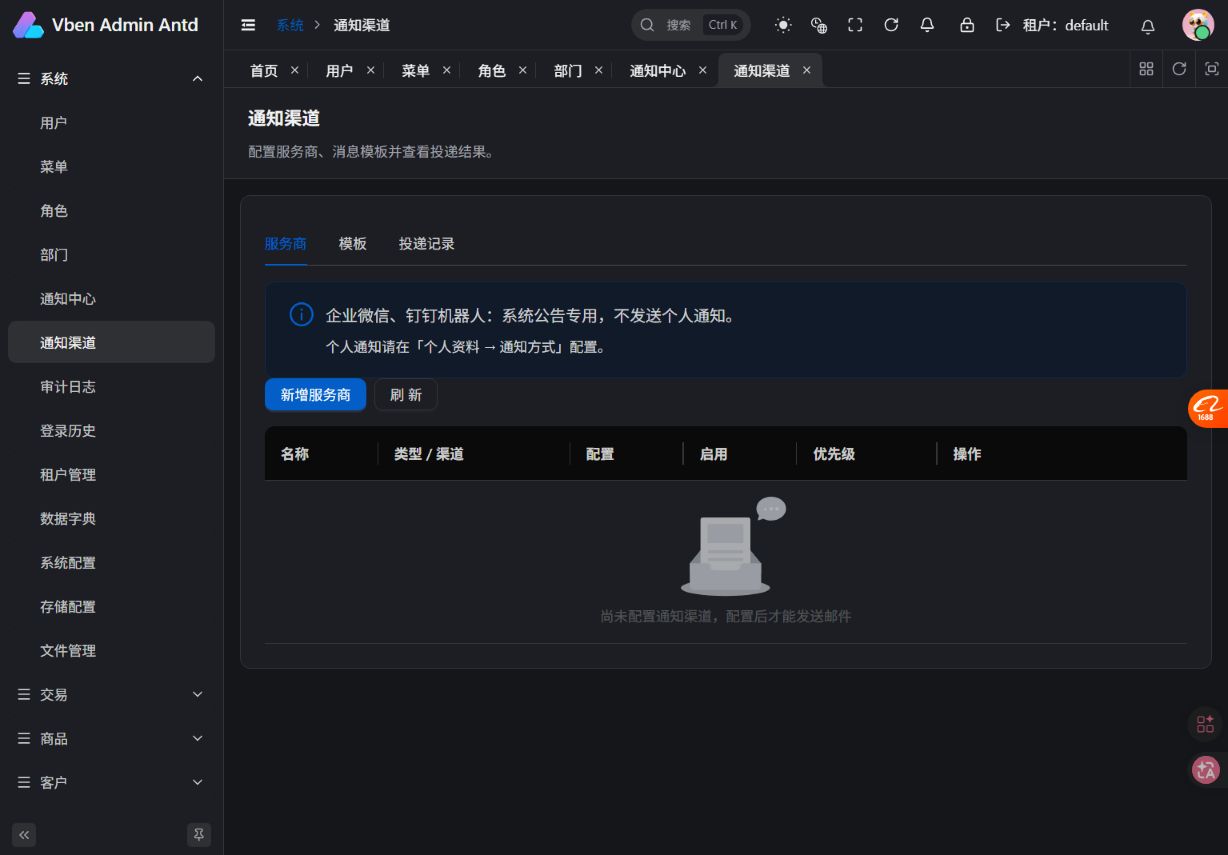 Vben Admin Antd
系统 > 通知渠道
搜索 Ctrl K
租户：default
首页 × 用户 × 菜单 × 角色 × 部门 × 通知中心 × 通知渠道 ×
系统
用户
菜单
角色
部门
通知中心
通知渠道
审计日志
登录历史
租户管理
数据字典
系统配置
存储配置
文件管理
交易
商品
客户
通知渠道
配置服务商、消息模板并查看投递结果。
服务商 模板 投递记录
企业微信、钉钉机器人：系统公告专用，不发送个人通知。
个人通知请在「个人资料 → 通知方式」配置。
新增服务商 刷 新
名称 类型 / 渠道 配置 启用 优先级 操作
尚未配置通知渠道，配置后才能发送邮件
1688